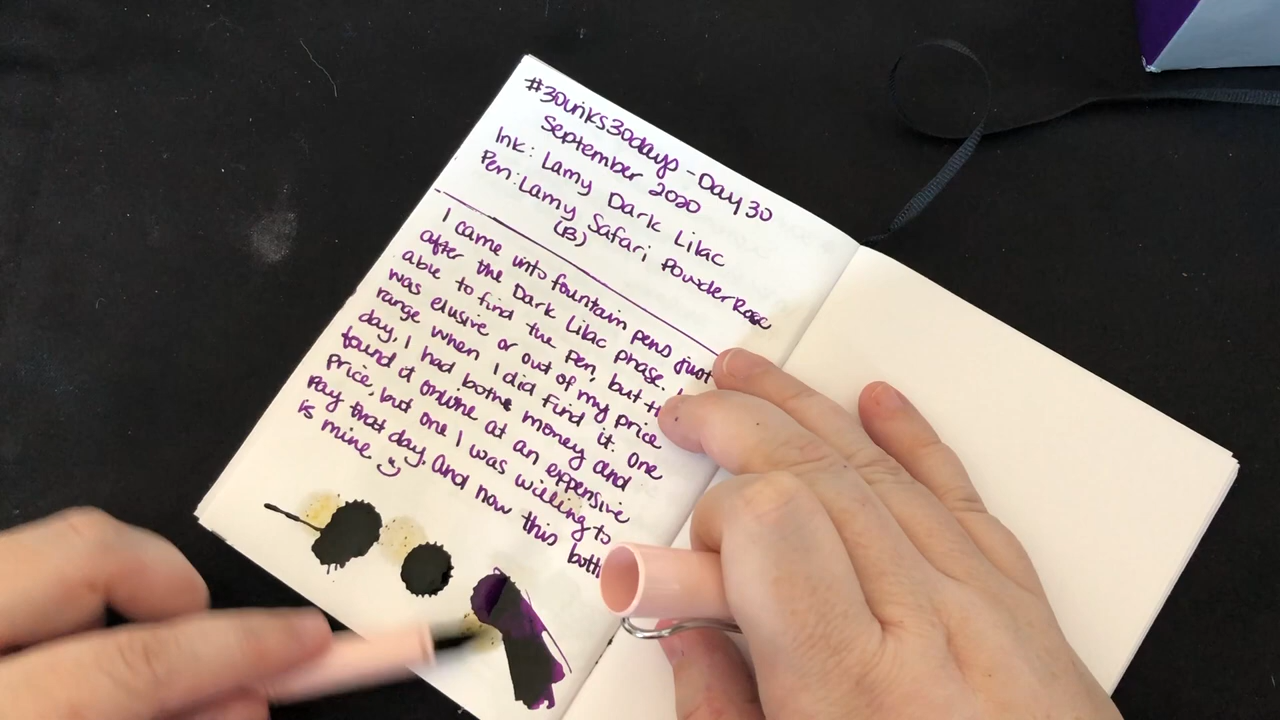 #30inks30days - Day 30
September 2020
Ink: Lamy Dark Lilac
Pen: Lamy Safari Powder Rose
(B)
I came into fountain pens just
after the Dark Lilac phase.
able to find the pen, but
was elusive or out of my price
range when I did find it. One
day, I had both money and
found it online at an expensive
price, but one I was willing to
pay that day. And now this
is mine